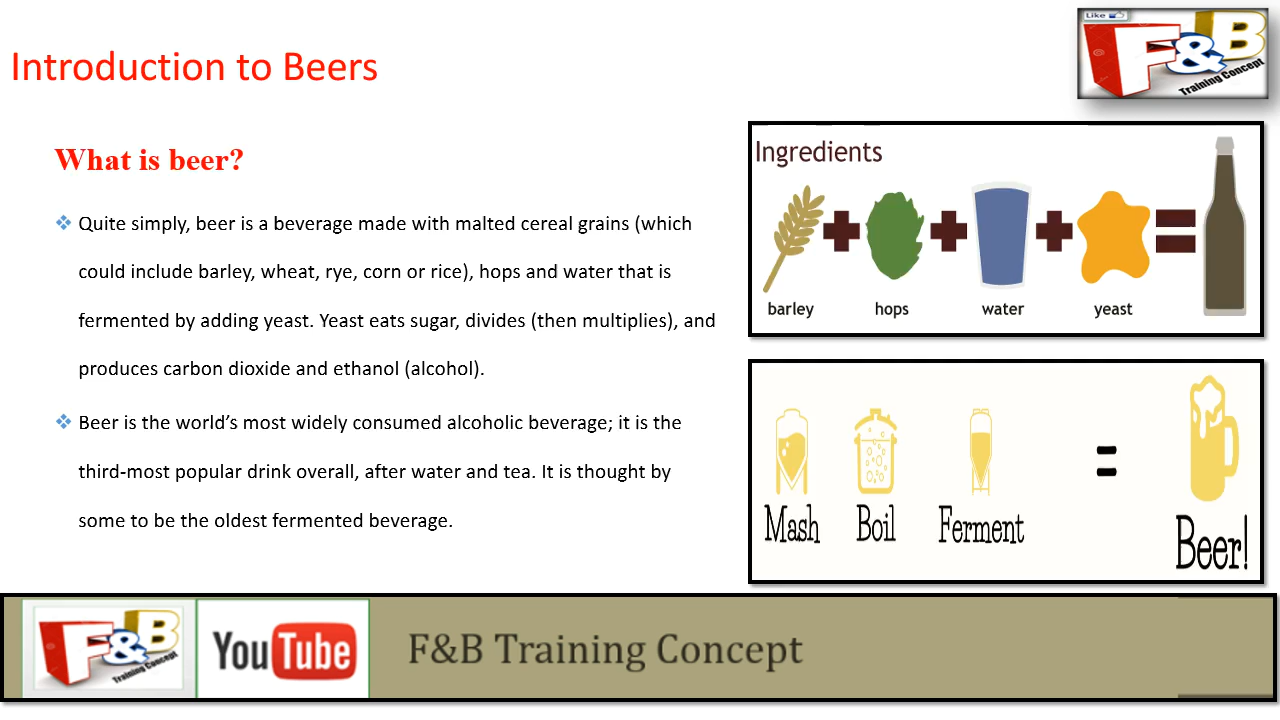 Introduction to Beers
Like
F&B
Training Concept
What is beer?
Quite simply, beer is a beverage made with malted cereal grains (which
could include barley, wheat, rye, corn or rice), hops and water that is
fermented by adding yeast. Yeast eats sugar, divides (then multiplies), and
produces carbon dioxide and ethanol (alcohol).
Beer is the world’s most widely consumed alcoholic beverage; it is the
third-most popular drink overall, after water and tea. It is thought by
some to be the oldest fermented beverage.
Ingredients
barley hops water yeast
Mash Boil Ferment
=
Beer!
F&B
Training Concept
YouTube
F&B Training Concept